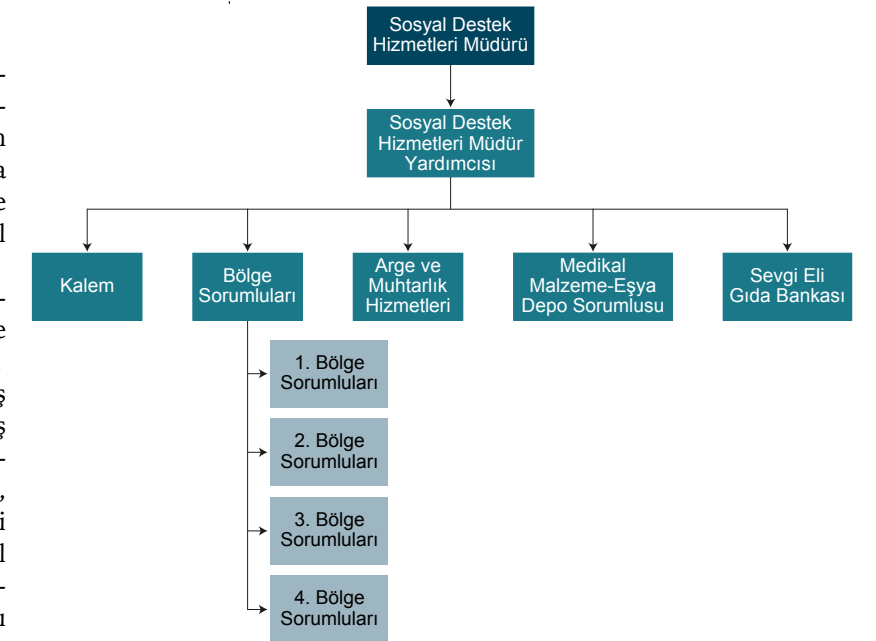 Sosyal Destek
Hizmetleri Müdürü
Sosyal Destek
Hizmetleri Müdür
Yardımcısı
Kalem
Bölge
Sorumluları
Arge ve
Muhtarlık
Hizmetleri
Medikal
Malzeme-Eşya
Depo Sorumlusu
Sevgi Eli
Gıda Bankası
1. Bölge
Sorumluları
2. Bölge
Sorumluları
3. Bölge
Sorumluları
4. Bölge
Sorumluları